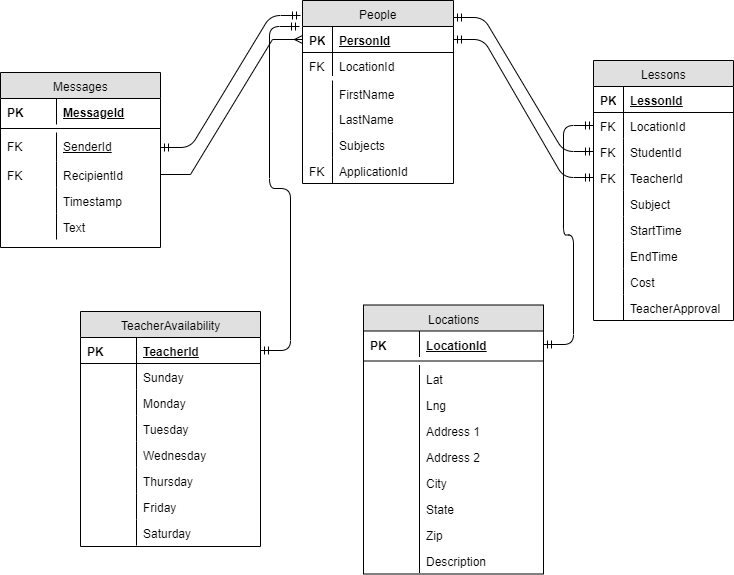 People
PK PersonId
FK LocationId
FirstName
LastName
Subjects
FK ApplicationId
Messages
PK MessageId
FK SenderId
FK RecipientId
Timestamp
Text
Lessons
PK LessonId
FK LocationId
FK StudentId
FK TeacherId
Subject
StartTime
EndTime
Cost
TeacherApproval
TeacherAvailability
PK TeacherId
Sunday
Monday
Tuesday
Wednesday
Thursday
Friday
Saturday
Locations
PK LocationId
Lat
Lng
Address 1
Address 2
City
State
Zip
Description